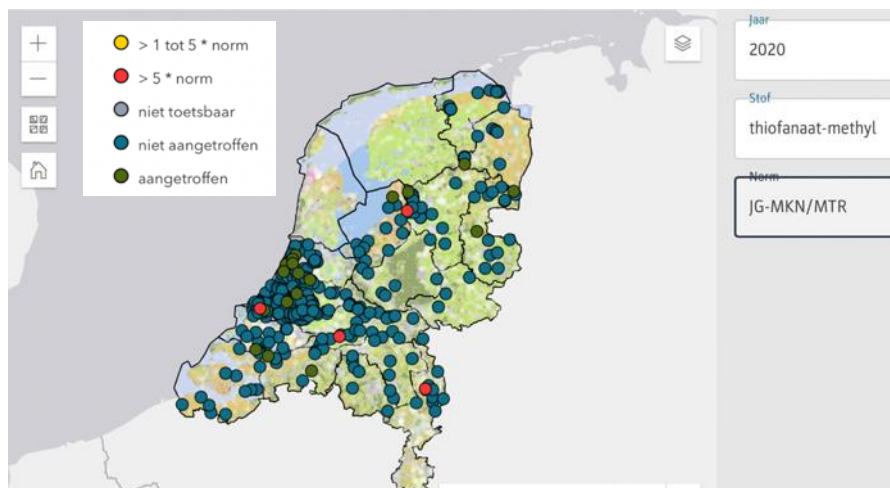 > 1 tot 5 * norm
> 5 * norm
niet toetsbaar
niet aangetroffen
aangetroffen
Jaar
2020
Stof
thiofanaat-methyl
Norm
JG-MKN/MTR